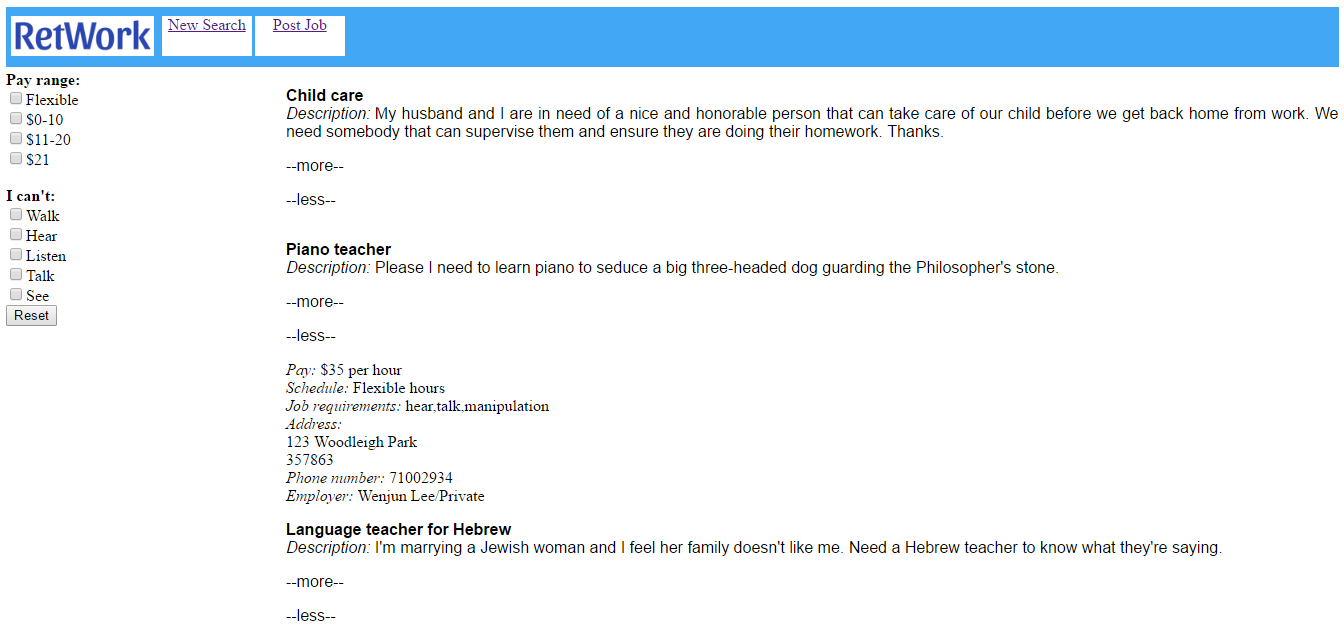 RetWork
New Search
Post Job
Pay range:
Flexible
$0-10
$11-20
$21
I can't:
Walk
Hear
Listen
Talk
See
Reset
Child care
Description: My husband and I are in need of a nice and honorable person that can take care of our child before we get back home from work. We
need somebody that can supervise them and ensure they are doing their homework. Thanks.
--more--
--less--
Piano teacher
Description: Please I need to learn piano to seduce a big three-headed dog guarding the Philosopher's stone.
--more--
--less--
Pay: $35 per hour
Schedule: Flexible hours
Job requirements: hear,talk,manipulation
Address:
123 Woodleigh Park
357863
Phone number: 71002934
Employer: Wenjun Lee/Private
Language teacher for Hebrew
Description: I'm marrying a Jewish woman and I feel her family doesn't like me. Need a Hebrew teacher to know what they're saying.
--more--
--less--